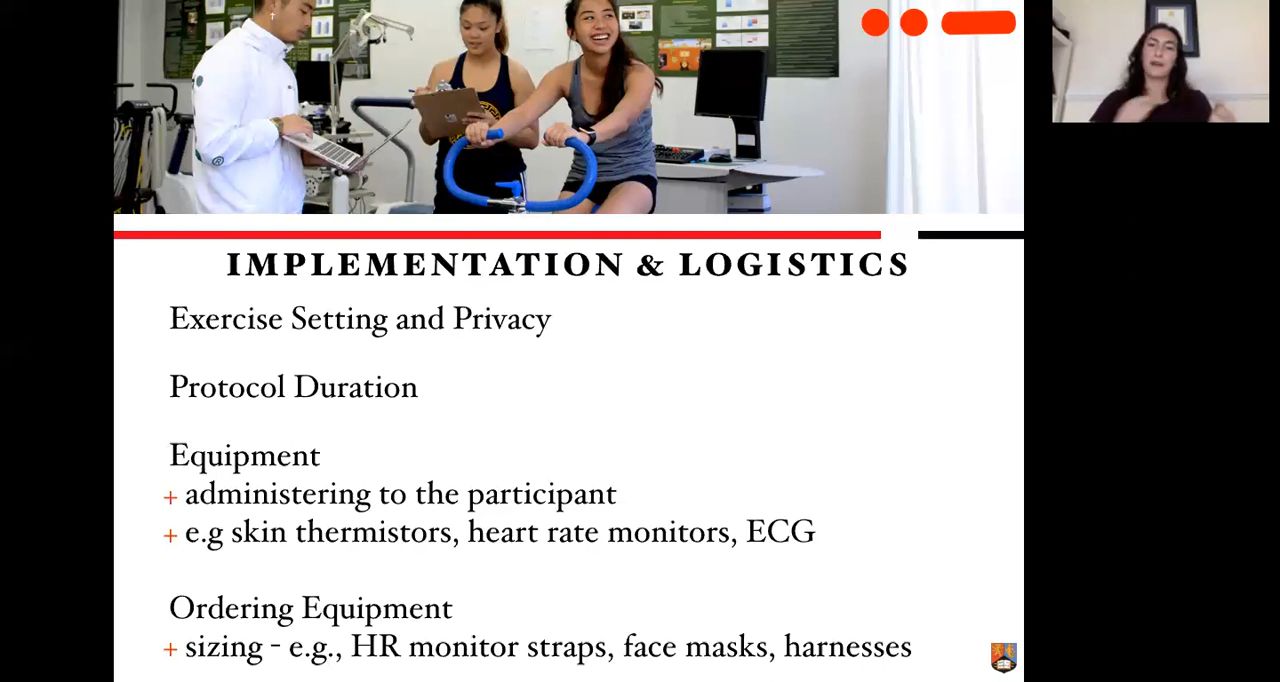 IMPLEMENTATION & LOGISTICS
Exercise Setting and Privacy
Protocol Duration
Equipment
+ administering to the participant
+ e.g skin thermistors, heart rate monitors, ECG
Ordering Equipment
+ sizing - e.g., HR monitor straps, face masks, harnesses